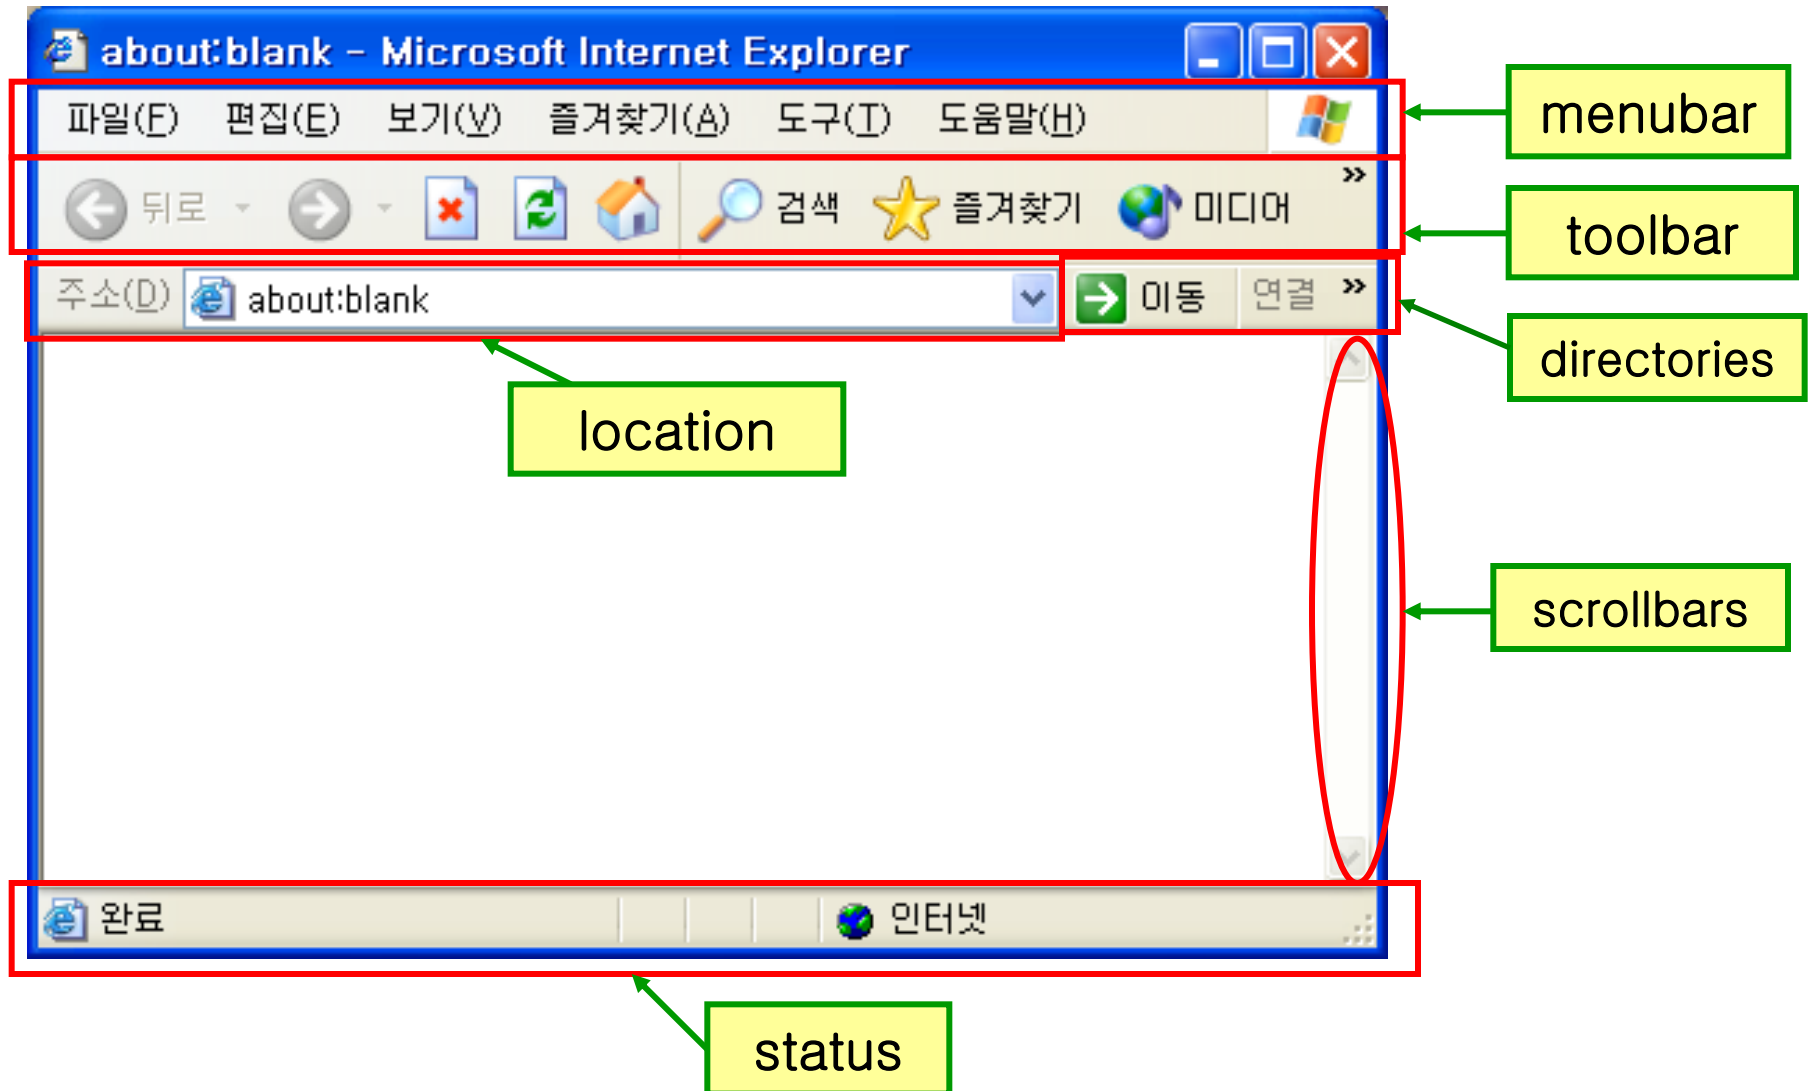 about:blank - Microsoft Internet Explorer
파일(F) 편집(E) 보기(V) 즐겨찾기(A) 도구(T) 도움말(H)
menubar
뒤로 검색 즐겨찾기 미디어 »
toolbar
주소(D) about:blank 이동 연결 »
directories
location
scrollbars
완료 인터넷
status